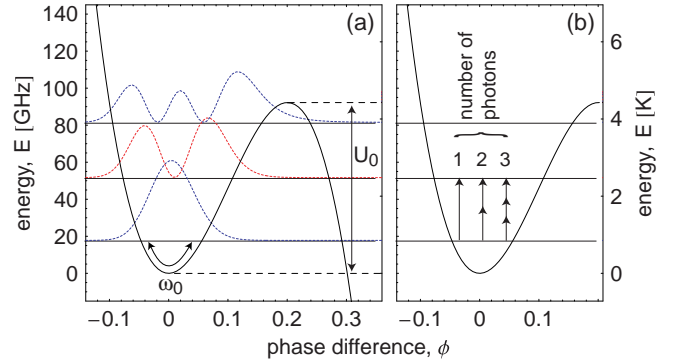 (a)
(b)
energy, E [GHz]
140
120
100
80
60
40
20
0
U0
ω0
−0.1
0
0.1
0.2
0.3
number of
photons
1
2
3
−0.1
0
0.1
6
4
2
0
energy, E [K]
phase difference, ϕ